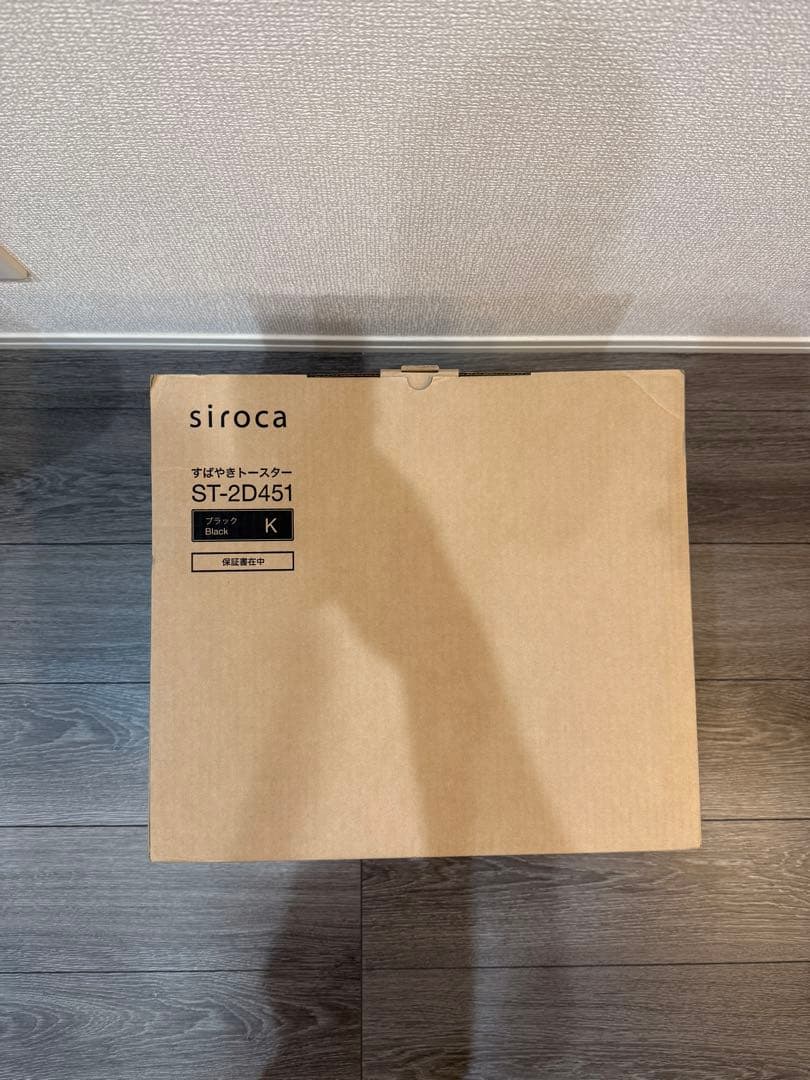 siroca
すばやきトースター
ST-2D451
ブラック
Black
K
保証書在中